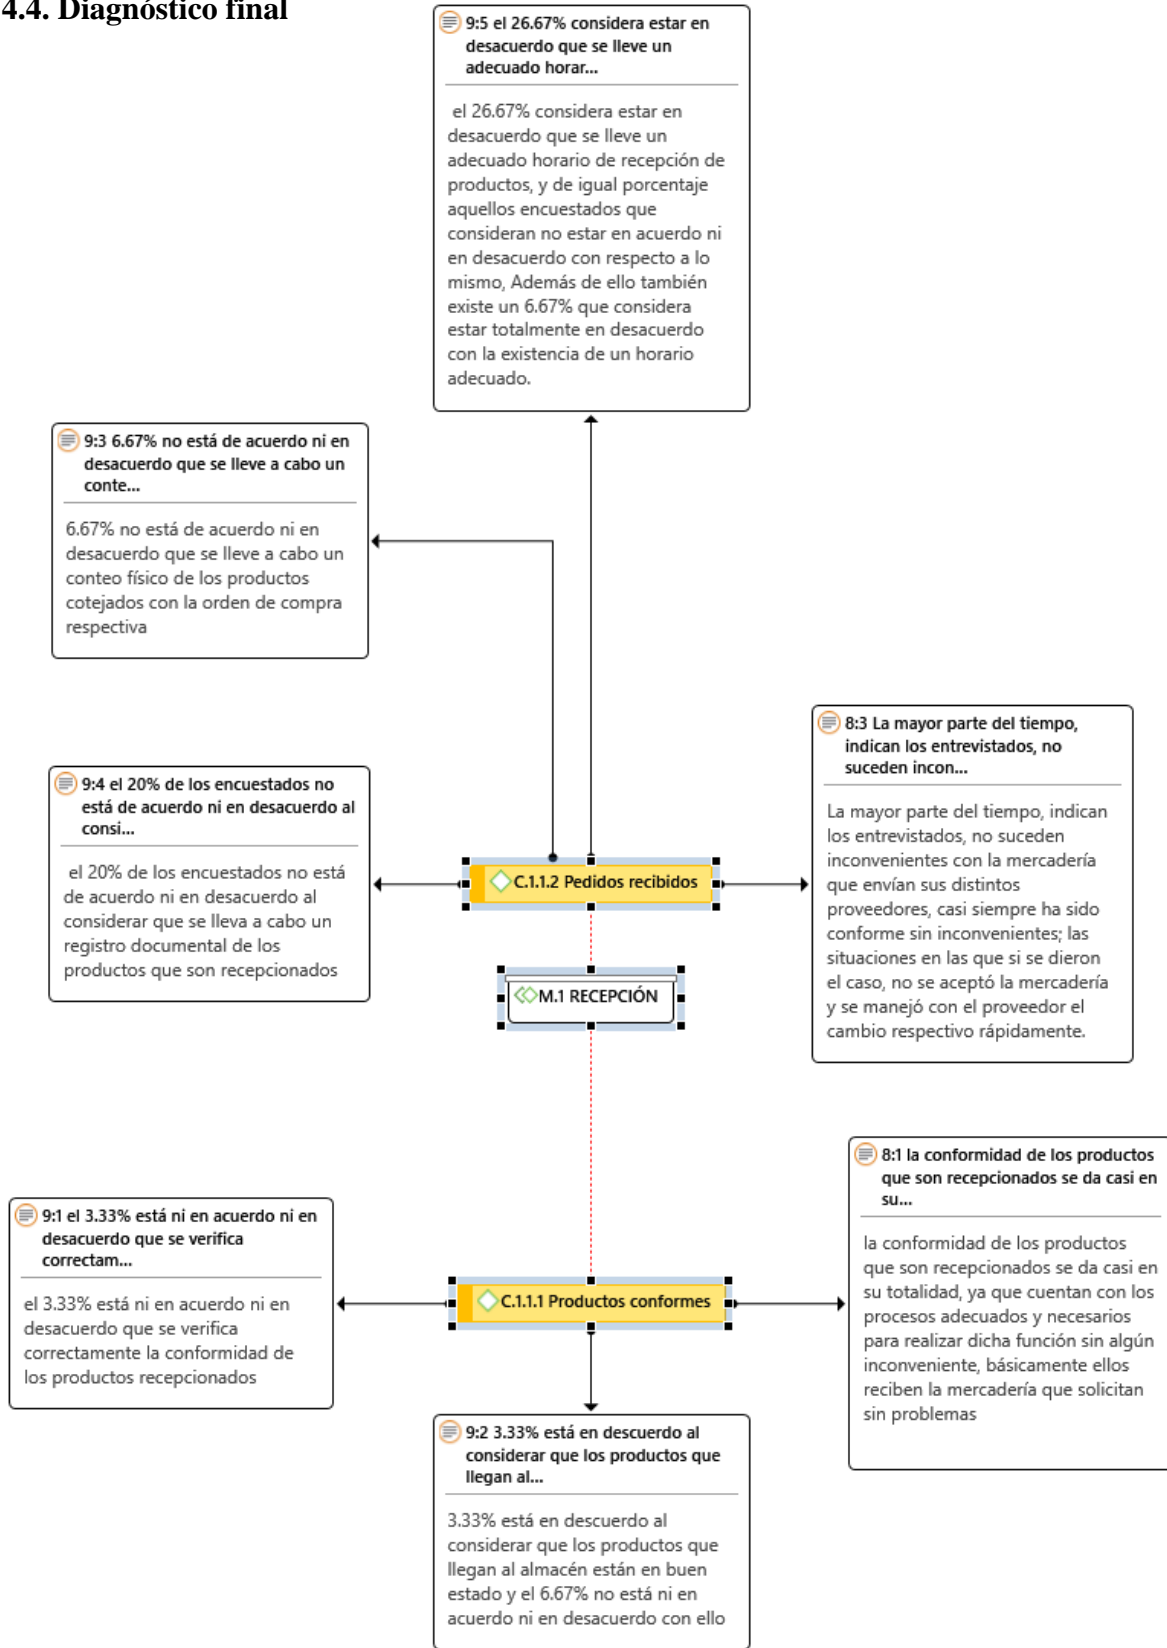 4.4. Diagnóstico final
9:5 el 26.67% considera estar en
desacuerdo que se lleve un
adecuado horar...
el 26.67% considera estar en
desacuerdo que se lleve un
adecuado horario de recepción de
productos, y de igual porcentaje
aquellos encuestados que
consideran no estar en acuerdo ni
en desacuerdo con respecto a lo
mismo, Además de ello también
existe un 6.67% que considera
estar totalmente en desacuerdo
con la existencia de un horario
adecuado.
9:3 6.67% no está de acuerdo ni en
desacuerdo que se lleve a cabo un
conte...
6.67% no está de acuerdo ni en
desacuerdo que se lleve a cabo un
conteo físico de los productos
cotejados con la orden de compra
respectiva
8:3 La mayor parte del tiempo,
indican los entrevistados, no
suceden incon...
La mayor parte del tiempo, indican
los entrevistados, no suceden
inconvenientes con la mercadería
que envían sus distintos
proveedores, casi siempre ha sido
conforme sin inconvenientes; las
situaciones en las que si se dieron
el caso, no se aceptó la mercadería
y se manejó con el proveedor el
cambio respectivo rápidamente.
9:4 el 20% de los encuestados no
está de acuerdo ni en desacuerdo al
consi...
el 20% de los encuestados no está
de acuerdo ni en desacuerdo al
considerar que se lleva a cabo un
registro documental de los
productos que son recepcionados
C.1.1.2 Pedidos recibidos
M.1 RECEPCIÓN
8:1 la conformidad de los productos
que son recepcionados se da casi en
su...
la conformidad de los productos
que son recepcionados se da casi en
su totalidad, ya que cuentan con los
procesos adecuados y necesarios
para realizar dicha función sin algún
inconveniente, básicamente ellos
reciben la mercadería que solicitan
sin problemas
9:1 el 3.33% está ni en acuerdo ni en
desacuerdo que se verifica
correctam...
el 3.33% está ni en acuerdo ni en
desacuerdo que se verifica
correctamente la conformidad de
los productos recepcionados
C.1.1.1 Productos conformes
9:2 3.33% está en descuerdo al
considerar que los productos que
llegan al...
3.33% está en descuerdo al
considerar que los productos que
llegan al almacén están en buen
estado y el 6.67% no está ni en
acuerdo ni en desacuerdo con ello